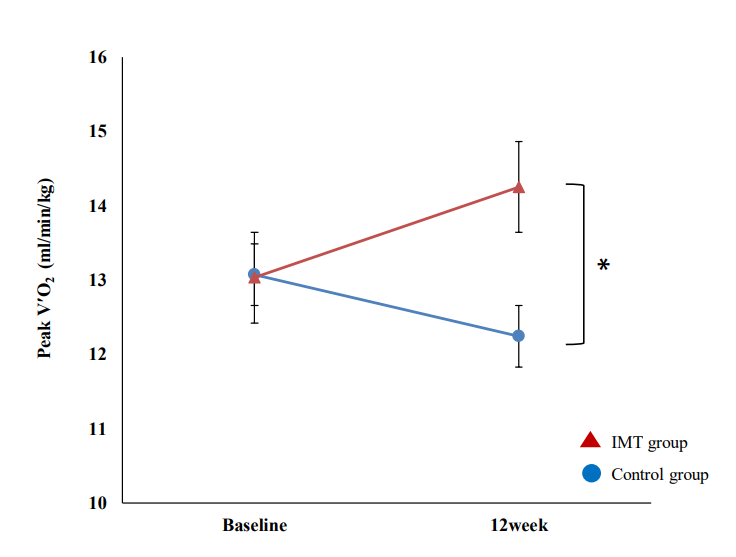 16
15
14
13
12
11
10
Peak V'O₂ (ml/min/kg)
*
IMT group
Control group
Baseline 12week